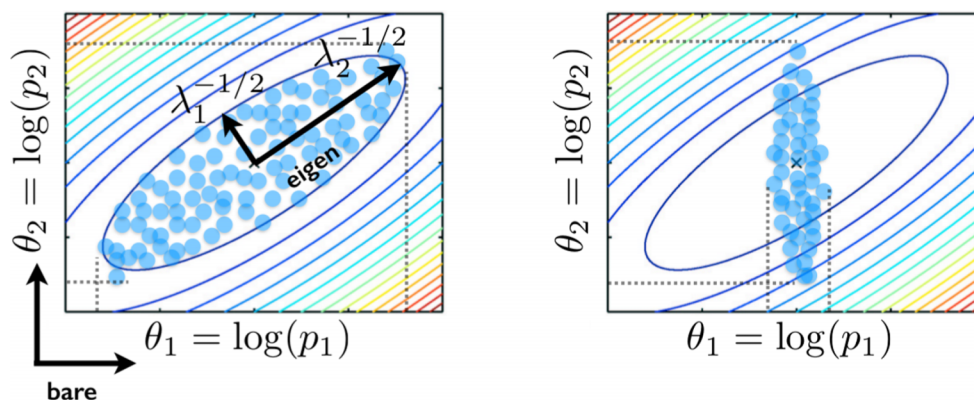 λ₁^{-1/2}
λ₂^{-1/2}
eigen
θ₂ = log(p₂)
θ₁ = log(p₁)
bare
θ₂ = log(p₂)
θ₁ = log(p₁)